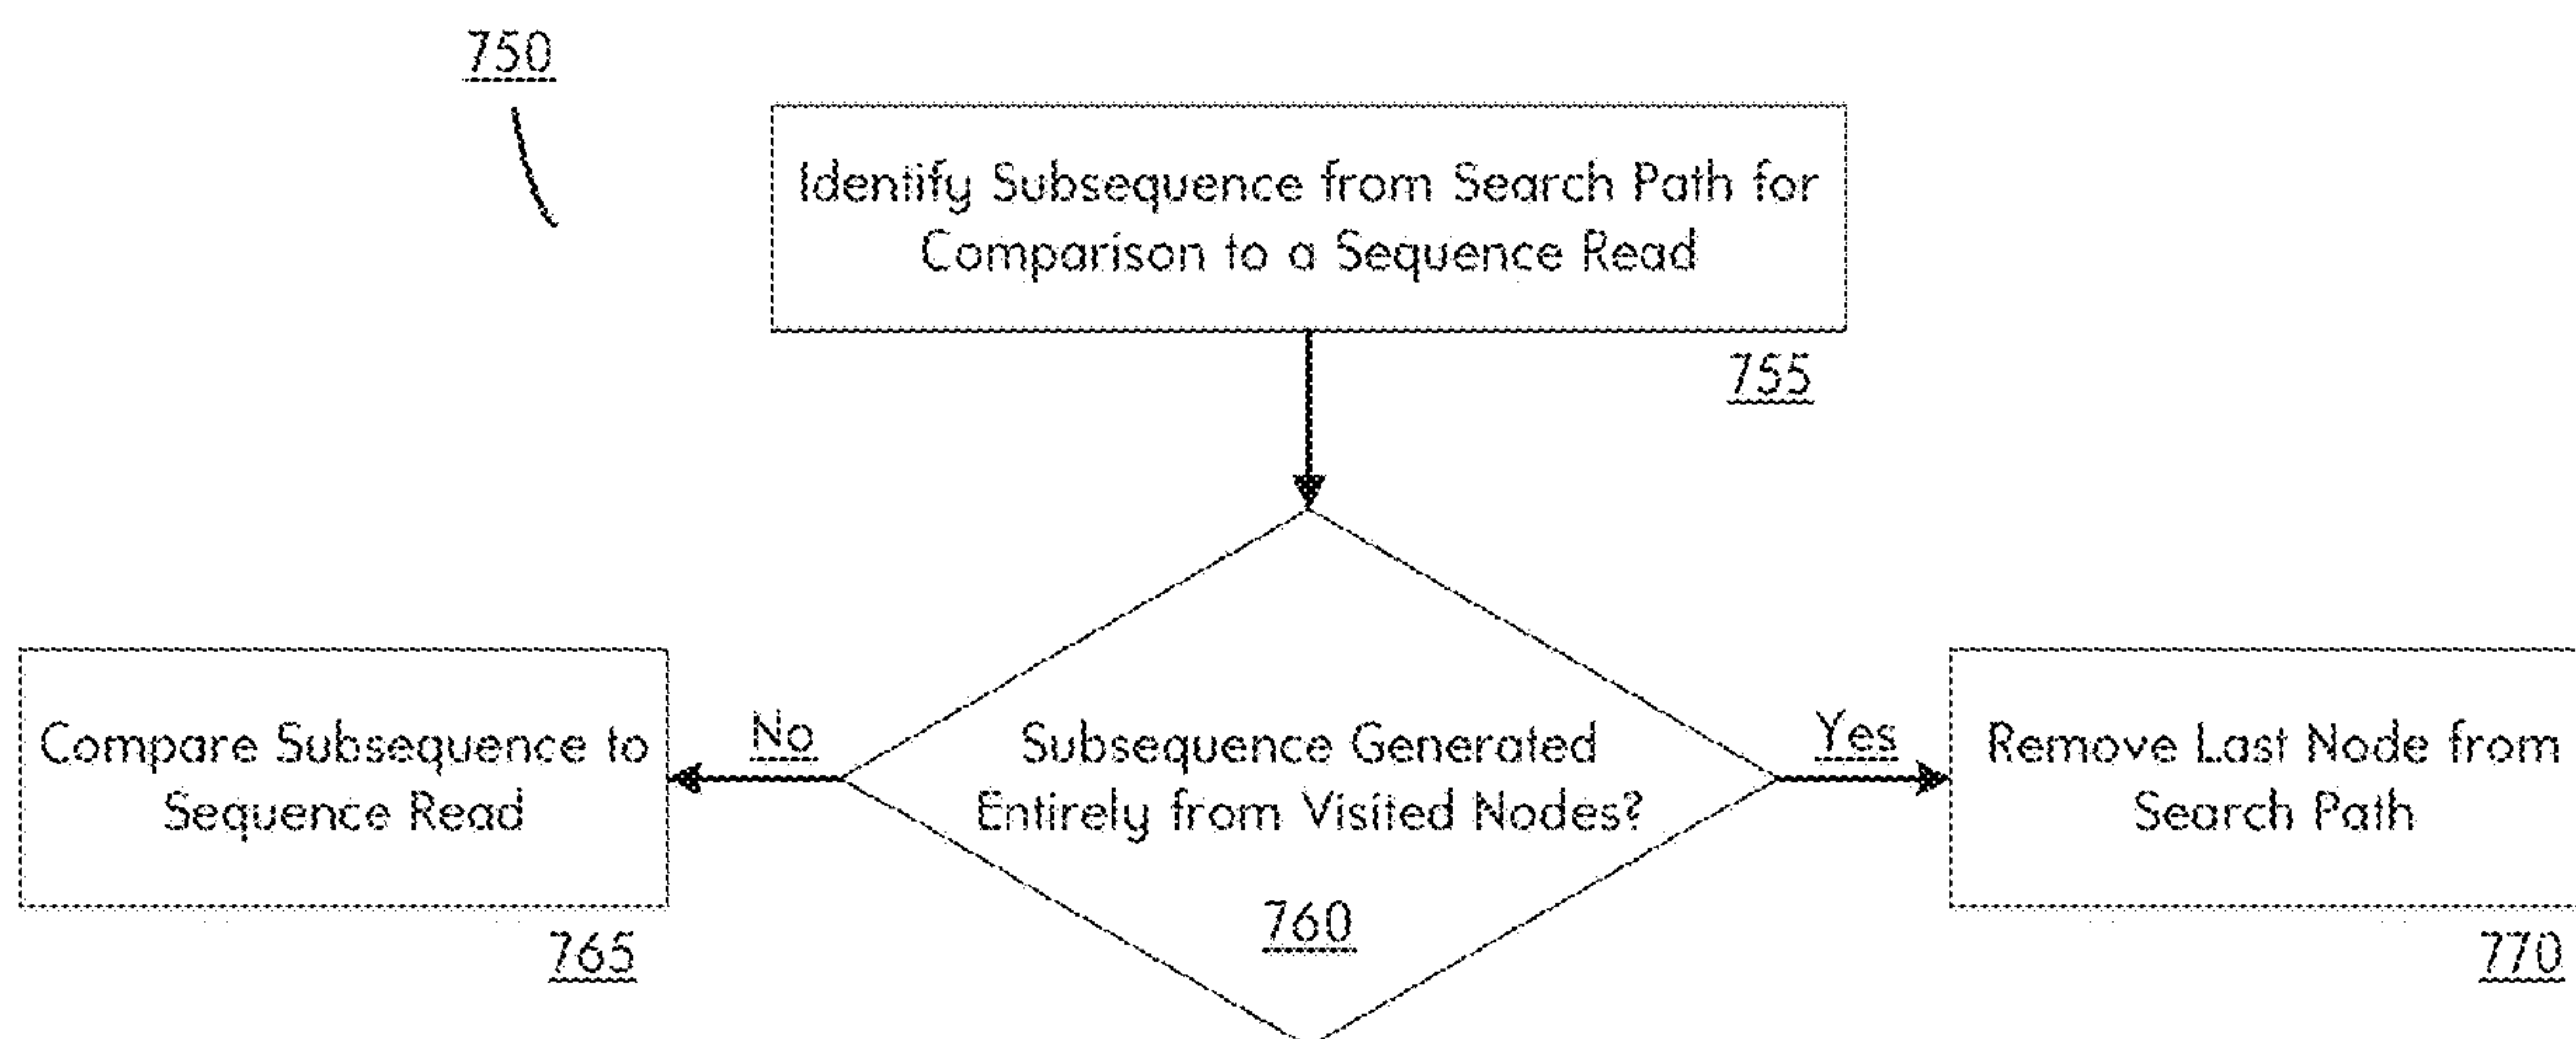 750
Identify Subsequence from Search Path for
Comparison to a Sequence Read
755
Compare Subsequence to
Sequence Read
765
No
Subsequence Generated
Entirely from Visited Nodes?
760
Yes
Remove Last Node from
Search Path
770